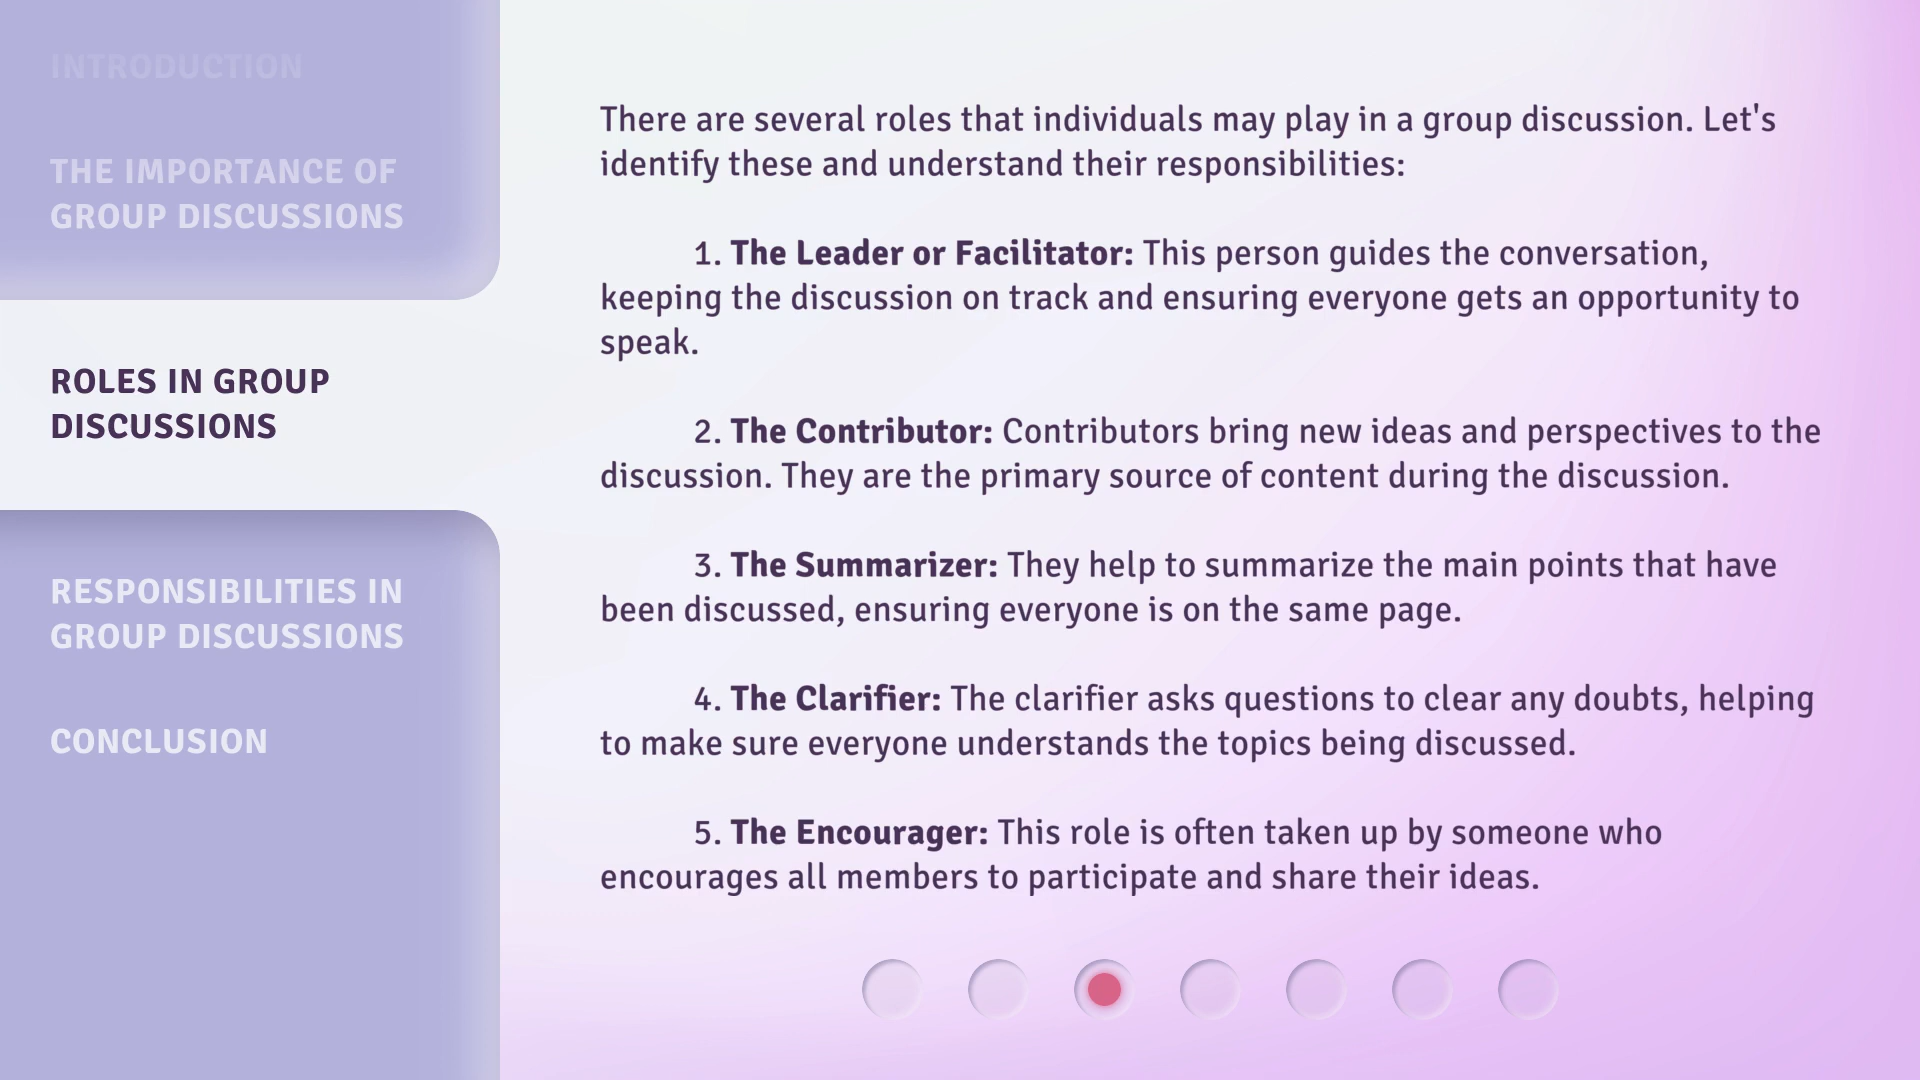 INTRODUCTION
THE IMPORTANCE OF
GROUP DISCUSSIONS
ROLES IN GROUP
DISCUSSIONS
RESPONSIBILITIES IN
GROUP DISCUSSIONS
CONCLUSION
There are several roles that individuals may play in a group discussion. Let's
identify these and understand their responsibilities:
1. The Leader or Facilitator: This person guides the conversation,
keeping the discussion on track and ensuring everyone gets an opportunity to
speak.
2. The Contributor: Contributors bring new ideas and perspectives to the
discussion. They are the primary source of content during the discussion.
3. The Summarizer: They help to summarize the main points that have
been discussed, ensuring everyone is on the same page.
4. The Clarifier: The clarifier asks questions to clear any doubts, helping
to make sure everyone understands the topics being discussed.
5. The Encourager: This role is often taken up by someone who
encourages all members to participate and share their ideas.